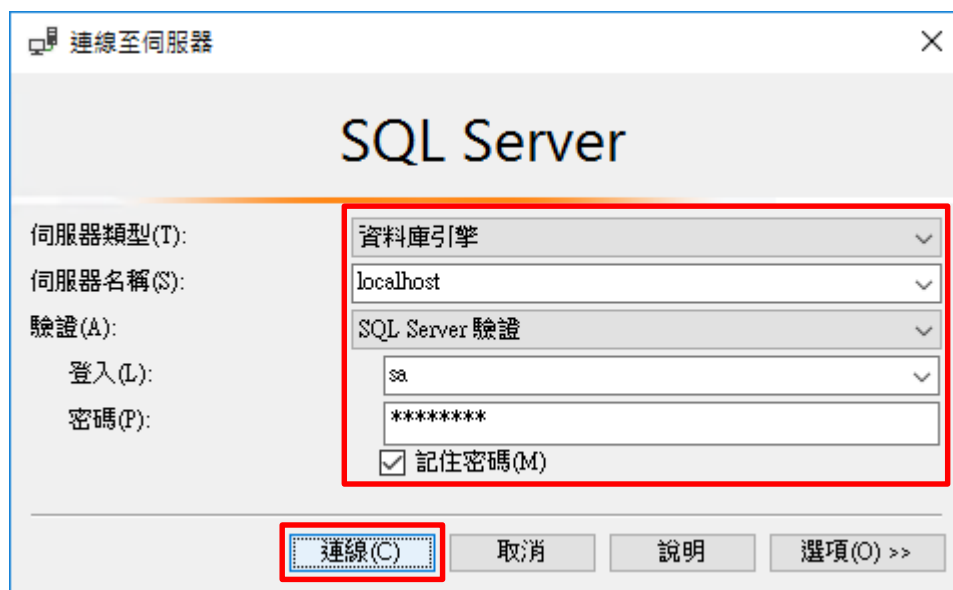 連線至伺服器
SQL Server
伺服器類型(T): 資料庫引擎
伺服器名稱(S): localhost
驗證(A): SQL Server 驗證
登入(L): sa
密碼(P): ********
記住密碼(M)
連線(C) 取消 說明 選項(O) >>